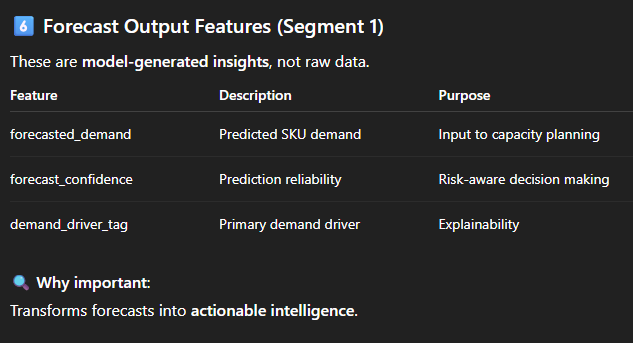 6️⃣ Forecast Output Features (Segment 1)
These are model-generated insights, not raw data.
Feature Description Purpose
forecasted_demand Predicted SKU demand Input to capacity planning
forecast_confidence Prediction reliability Risk-aware decision making
demand_driver_tag Primary demand driver Explainability
🔍 Why important:
Transforms forecasts into actionable intelligence.